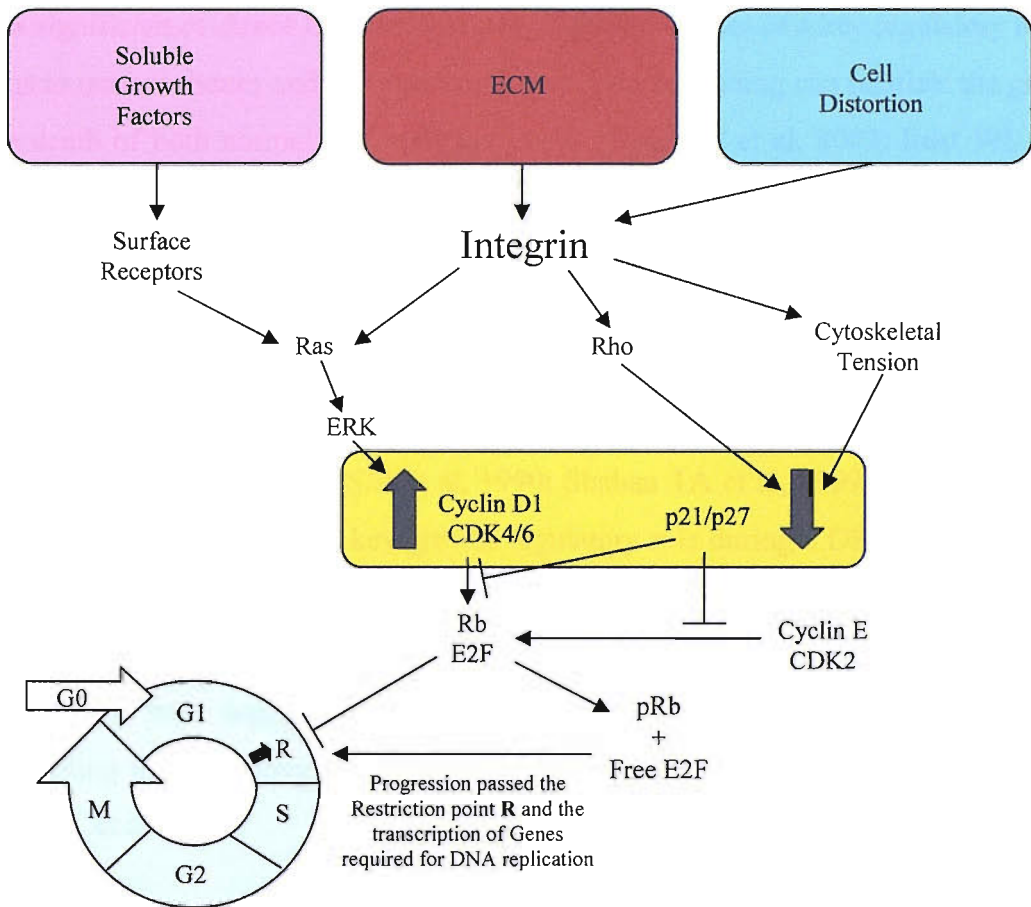 Soluble
Growth
Factors
ECM
Cell
Distortion
Surface
Receptors
Integrin
Ras
Rho
Cytoskeletal
Tension
ERK
Cyclin D1
CDK4/6
p21/p27
Rb
E2F
Cyclin E
CDK2
G0
G1
R
M
S
G2
pRb
+
Free E2F
Progression passed the
Restriction point R and the
transcription of Genes
required for DNA replication